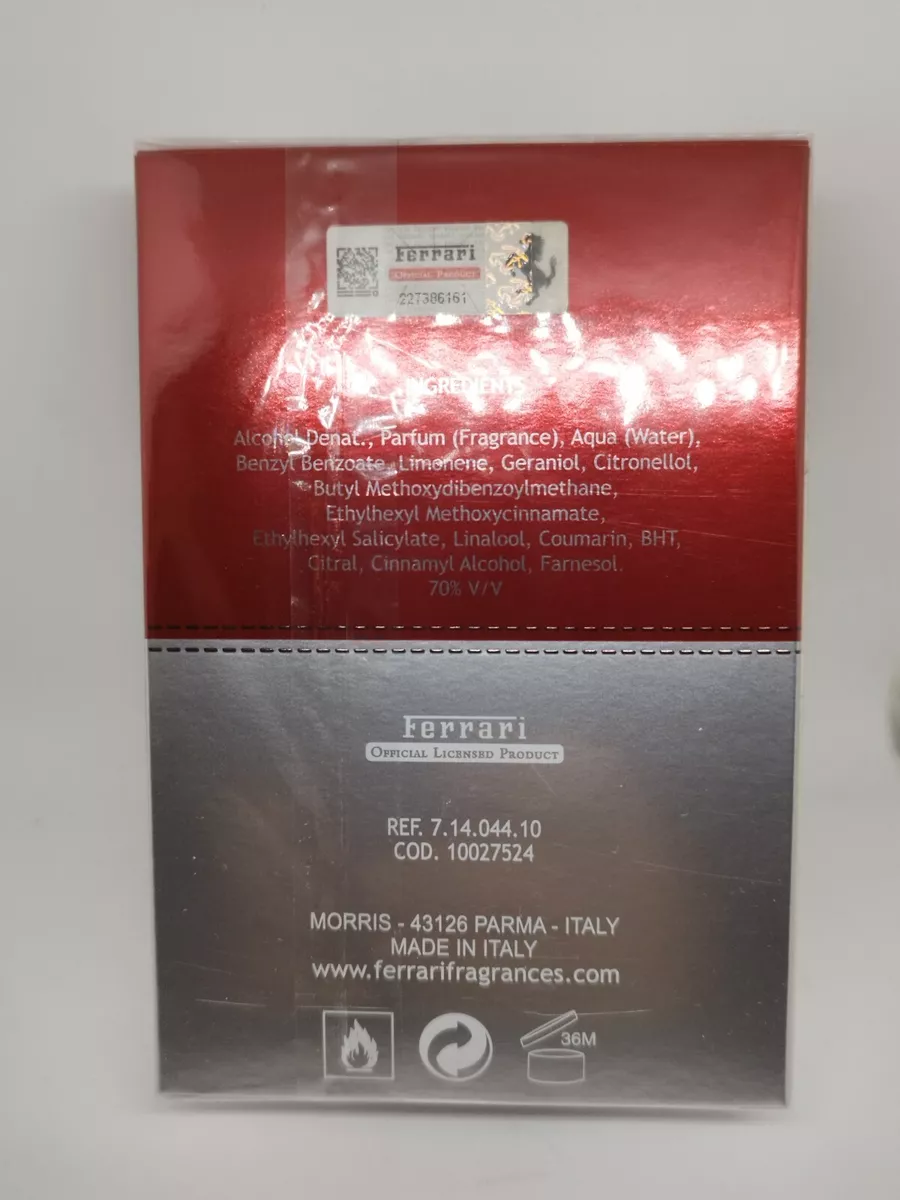 Ferrari
OFFICIAL PRODUCT
227386161
INGREDIENTS
Alcohol Denat., Parfum (Fragrance), Aqua (Water),
Benzyl Benzoate, Limonene, Geraniol, Citronellol,
Butyl Methoxydibenzoylmethane,
Ethylhexyl Methoxycinnamate,
Ethylhexyl Salicylate, Linalool, Coumarin, BHT,
Citral, Cinnamyl Alcohol, Farnesol.
70% V/V
Ferrari
OFFICIAL LICENSED PRODUCT
REF. 7.14.044.10
COD. 10027524
MORRIS - 43126 PARMA - ITALY
MADE IN ITALY
www.ferrarifragrances.com
36M